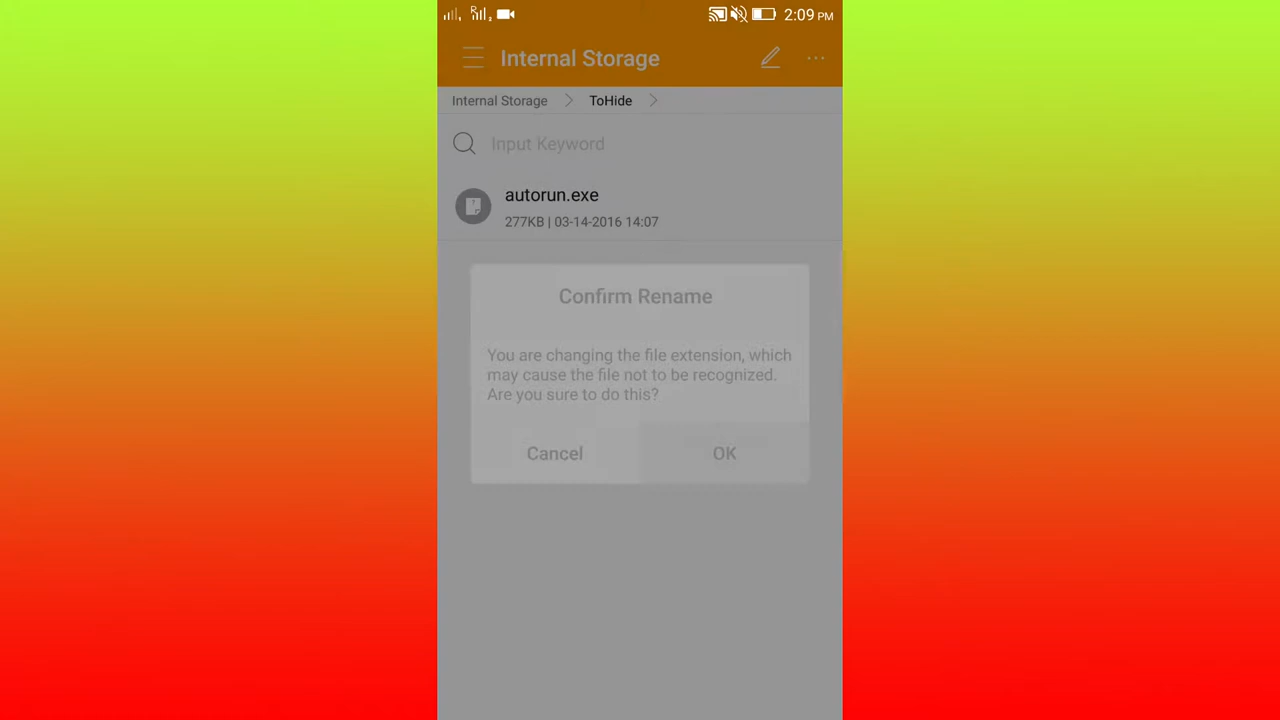 2:09 PM
Internal Storage
Internal Storage
ToHide
Input Keyword
autorun.exe
277KB | 03-14-2016 14:07
Confirm Rename
You are changing the file extension, which
may cause the file not to be recognized.
Are you sure to do this?
Cancel
OK